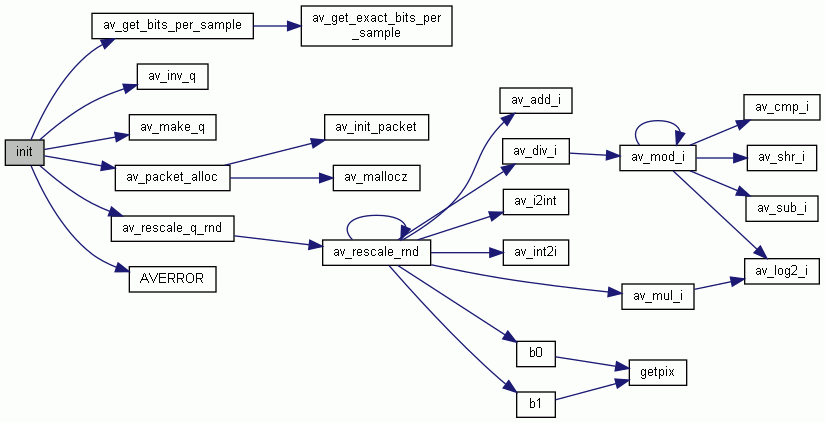 init
av_get_bits_per_sample
av_get_exact_bits_per
_sample
av_inv_q
av_make_q
av_packet_alloc
av_init_packet
av_mallocz
av_rescale_q_rnd
AVERROR
av_rescale_rnd
av_add_i
av_div_i
av_i2int
av_int2i
av_mod_i
av_cmp_i
av_shr_i
av_sub_i
av_log2_i
av_mul_i
b0
b1
getpix